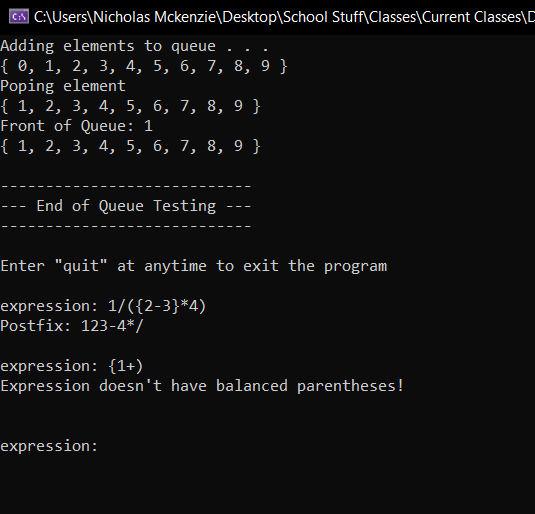 C:\Users\Nicholas Mckenzie\Desktop\School Stuff\Classes\Current Classes\D
Adding elements to queue . . .
{ 0, 1, 2, 3, 4, 5, 6, 7, 8, 9 }
Poping element
{ 1, 2, 3, 4, 5, 6, 7, 8, 9 }
Front of Queue: 1
{ 1, 2, 3, 4, 5, 6, 7, 8, 9 }
----------------------------
--- End of Queue Testing ---
----------------------------
Enter "quit" at anytime to exit the program
expression: 1/({2-3}*4)
Postfix: 123-4*/
expression: {1+)
Expression doesn't have balanced parentheses!
expression: